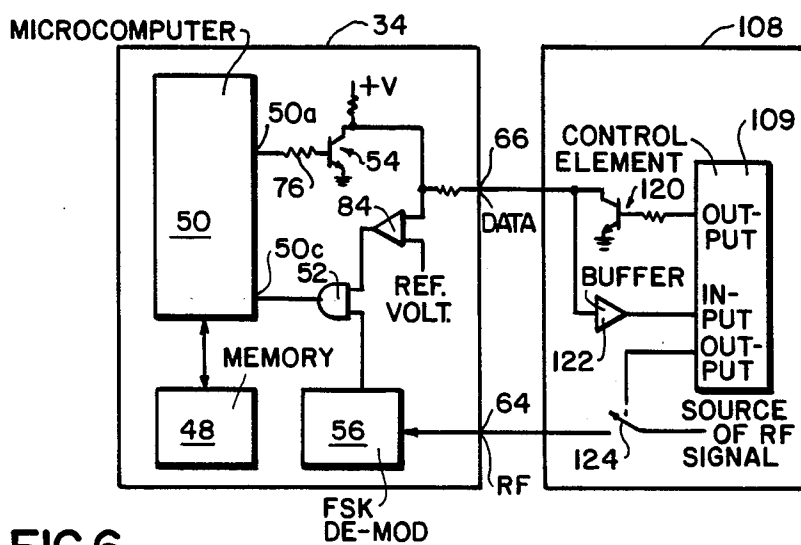 MICROCOMPUTER
34
108
+V
50a
54
76
66
DATA
CONTROL
ELEMENT
109
120
OUT-
PUT
50
84
50c
52
REF.
VOLT.
BUFFER
122
IN-
PUT
OUT-
PUT
MEMORY
48
56
64
RF
124
SOURCE
OF RF
SIGNAL
FSK
DE-MOD
FIG.6